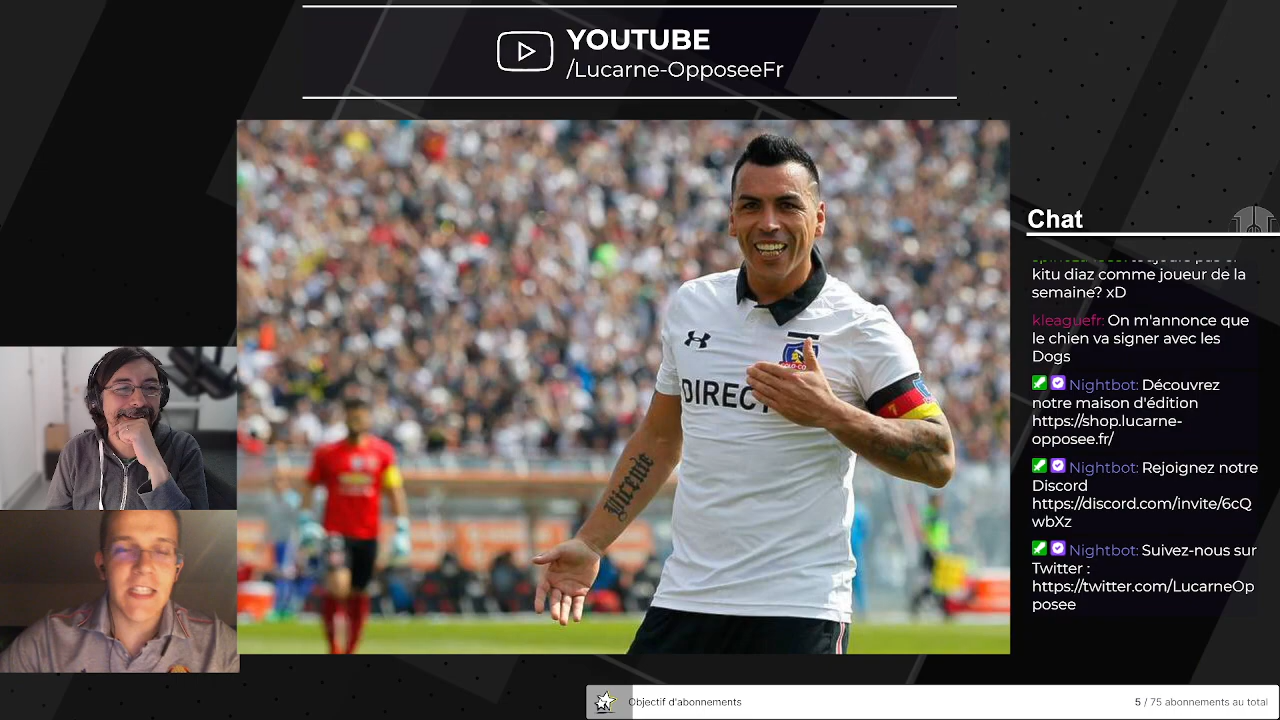 YOUTUBE
/Lucarne-OpposeeFr
Chat
kitu diaz comme joueur de la
semaine? xD
kleaguefr: On m'annonce que
le chien va signer avec les
Dogs
Nightbot: Découvrez
notre maison d'édition
https://shop.lucarne-
opposee.fr/
Nightbot: Rejoignez notre
Discord
https://discord.com/invite/6cQ
wbXz
Nightbot: Suivez-nous sur
Twitter :
https://twitter.com/LucarneOp
posee
DIRECT
Vicente
Objectif d'abonnements
5 / 75 abonnements au total